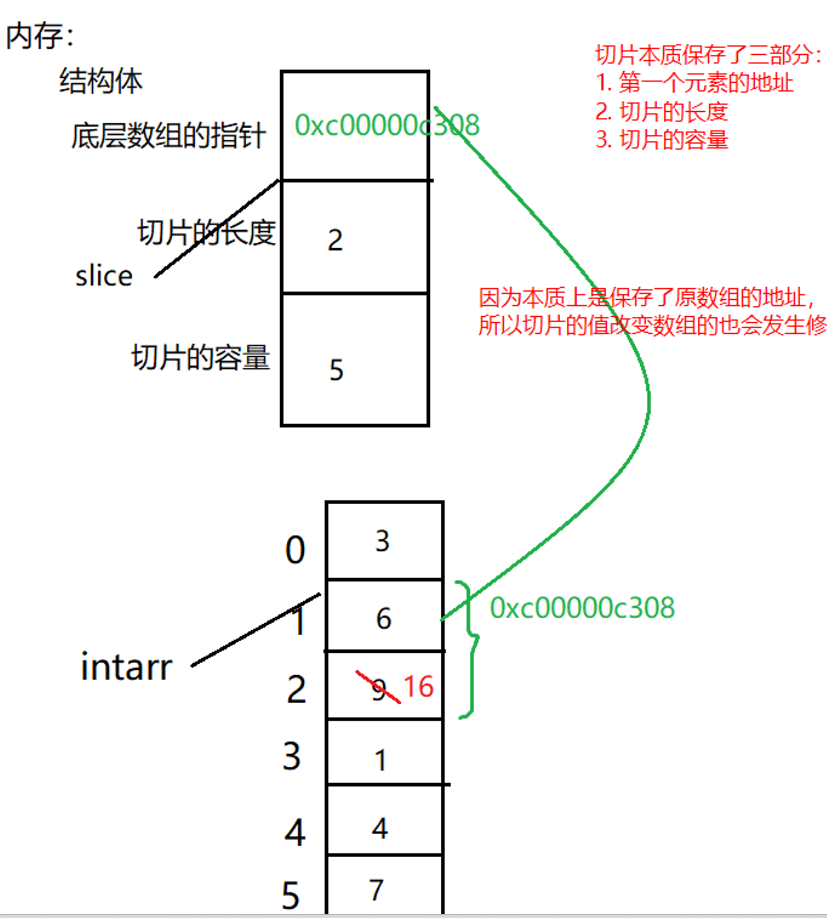 内存：
结构体
底层数组的指针
0xc00000c308
切片的长度
2
slice
切片的容量
5
切片本质保存了三部分：
1. 第一个元素的地址
2. 切片的长度
3. 切片的容量
因为本质上是保存了原数组的地址，
所以切片的值改变数组的也会发生修
0
3
1
6
0xc00000c308
intarr
2
9 16
3
1
4
4
5
7